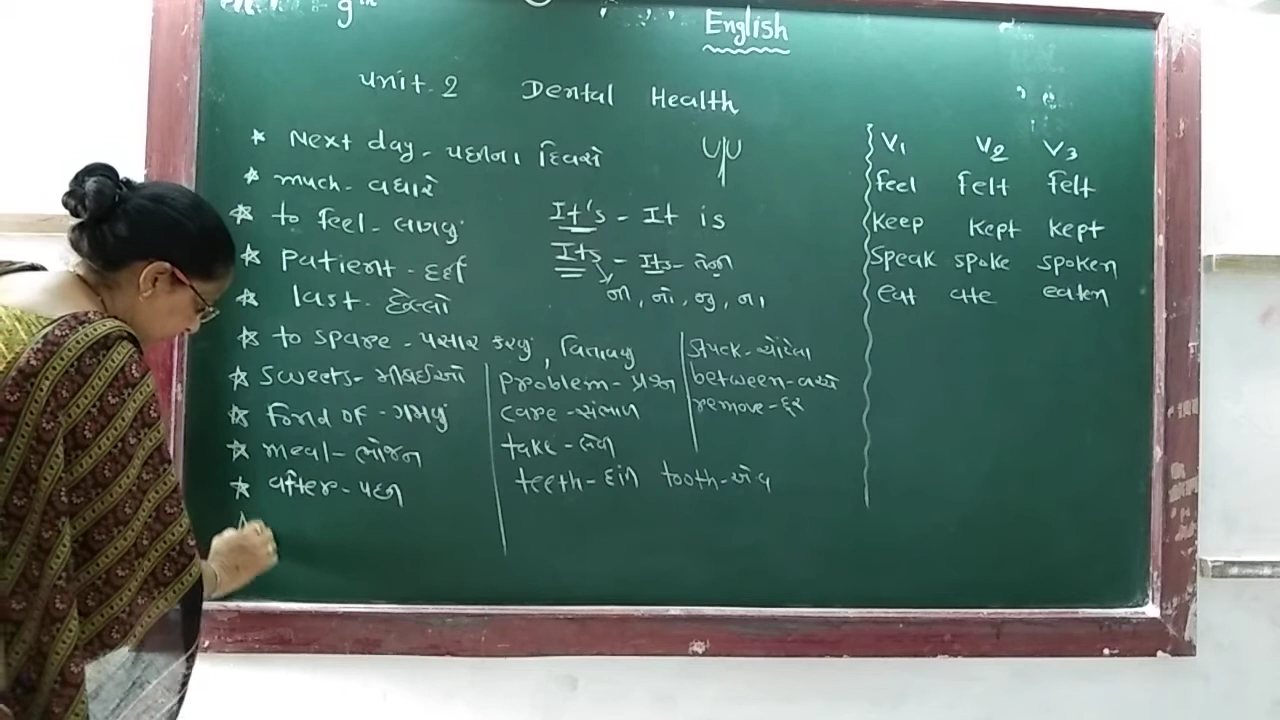 9th
English
Unit. 2 Dental Health
* Next day - પછીના દિવસે
* much - વધારે
* to feel - લાગવું
* patient - દર્દી
* last - છેલ્લો
* to spare - પસાર કરવું, વિતાવવું
* Sweets - મીઠાઈઓ
* fond of - ગમવું
* meal - ભોજન
* after - પછી
It's - It is
Its - Its - તેની
ની, નો, નું, ના
Problem - પ્રશ્ન
care - સંભાળ
take - લેવી
teeth - દાંત tooth - એક
stuck - ચોંટેલા
between - વચ્ચે
remove - દૂર
V1 V2 V3
feel felt felt
keep kept kept
Speak spoke spoken
eat ate eaten